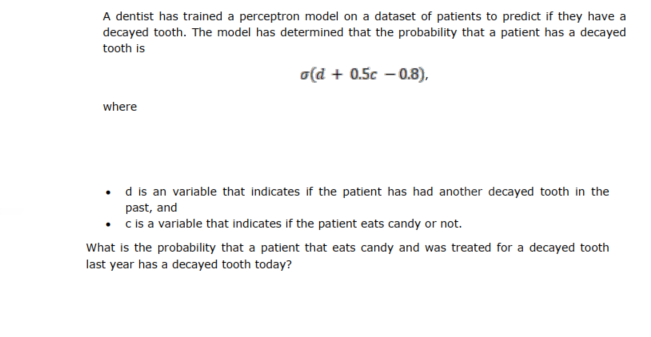 A dentist has trained a perceptron model on a dataset of patients to predict if they have a
decayed tooth. The model has determined that the probability that a patient has a decayed
tooth is
σ(d + 0.5c − 0.8),
where
• d is an variable that indicates if the patient has had another decayed tooth in the
past, and
• c is a variable that indicates if the patient eats candy or not.
What is the probability that a patient that eats candy and was treated for a decayed tooth
last year has a decayed tooth today?